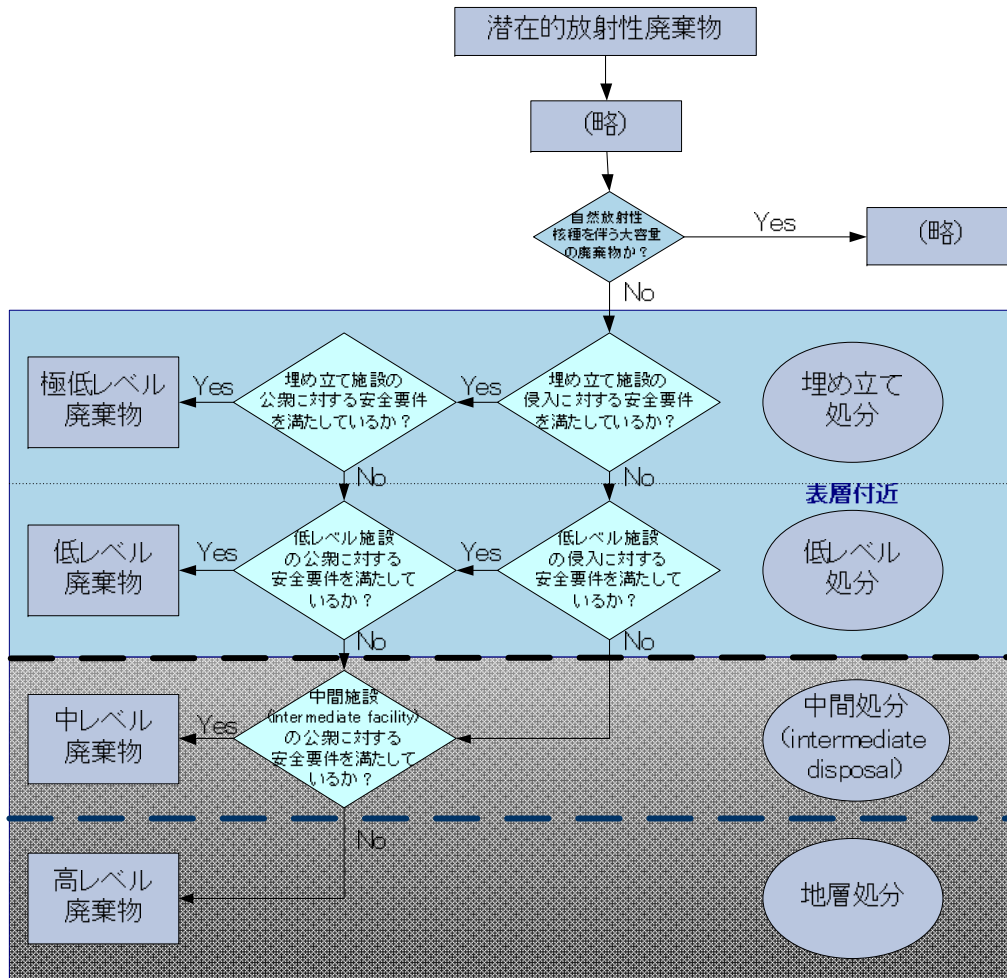 潜在的放射性廃棄物
(略)
自然放射性
核種を伴う大容量
の廃棄物か？
Yes
(略)
No
極低レベル
廃棄物
Yes
埋め立て施設の
公衆に対する安全要件
を満たしているか？
Yes
埋め立て施設の
侵入に対する安全要件
を満たしているか？
埋め立て
処分
No
No
表層付近
低レベル
廃棄物
Yes
低レベル施設
の公衆に対する
安全要件を満たして
いるか？
Yes
低レベル施設
の侵入に対する
安全要件を満たして
いるか？
低レベル
処分
No
No
中レベル
廃棄物
Yes
中間施設
(intermediate facility)
の公衆に対する
安全要件を満たして
いるか？
中間処分
(intermediate
disposal)
No
高レベル
廃棄物
地層処分